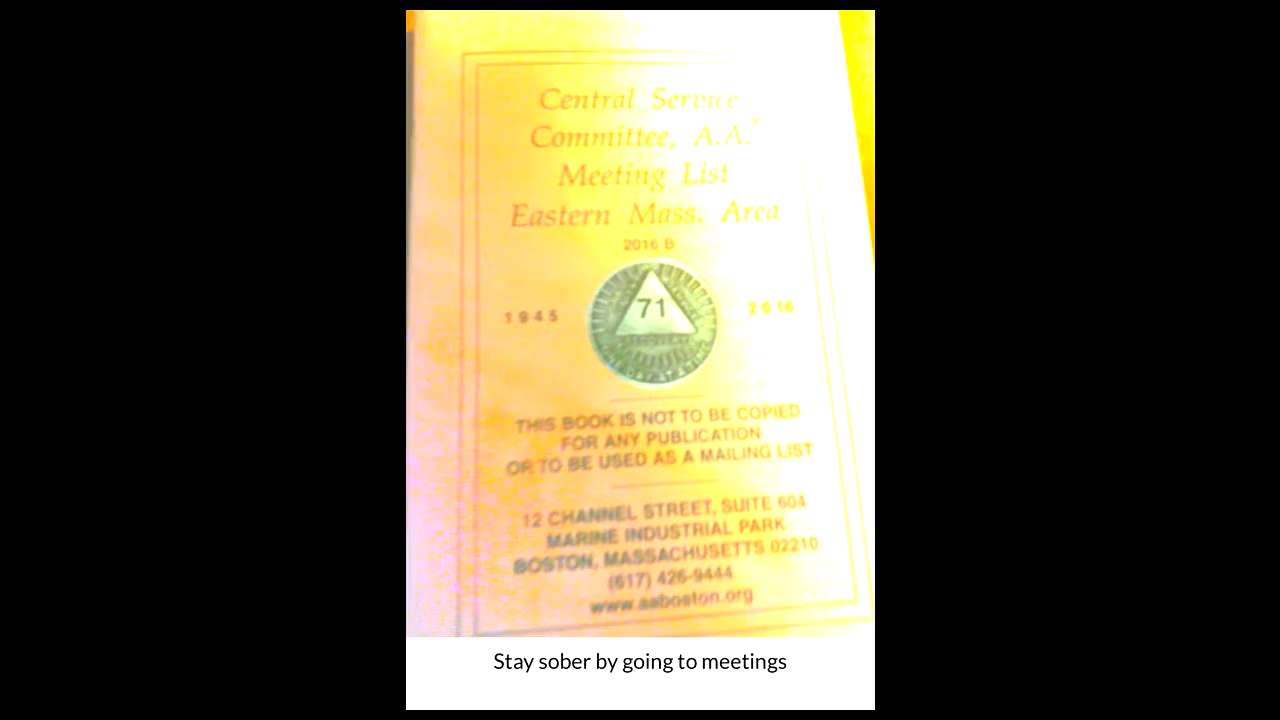 Central Service
Committee, A.A.®
Meeting List
Eastern Mass. Area
2016 B
1945
71
2016
RECOVERY
THIS BOOK IS NOT TO BE COPIED
FOR ANY PUBLICATION
OR TO BE USED AS A MAILING LIST
12 CHANNEL STREET, SUITE 604
MARINE INDUSTRIAL PARK
BOSTON, MASSACHUSETTS 02210
(617) 426-9444
www.aaboston.org
Stay sober by going to meetings